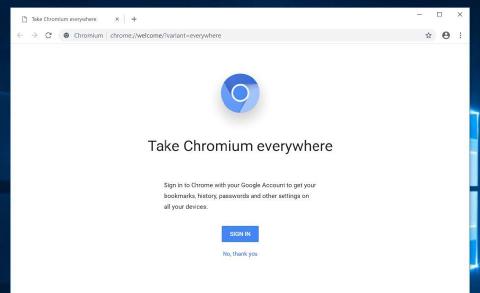 Take Chromium everywhere
Chromium | chrome://welcome/?variant=everywhere
Take Chromium everywhere
Sign in to Chrome with your Google Account to get your
bookmarks, history, passwords and other settings on
all your devices.
SIGN IN
No, thank you